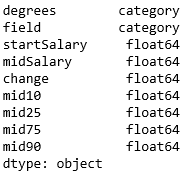 degrees category
field category
startSalary float64
midSalary float64
change float64
mid10 float64
mid25 float64
mid75 float64
mid90 float64
dtype: object